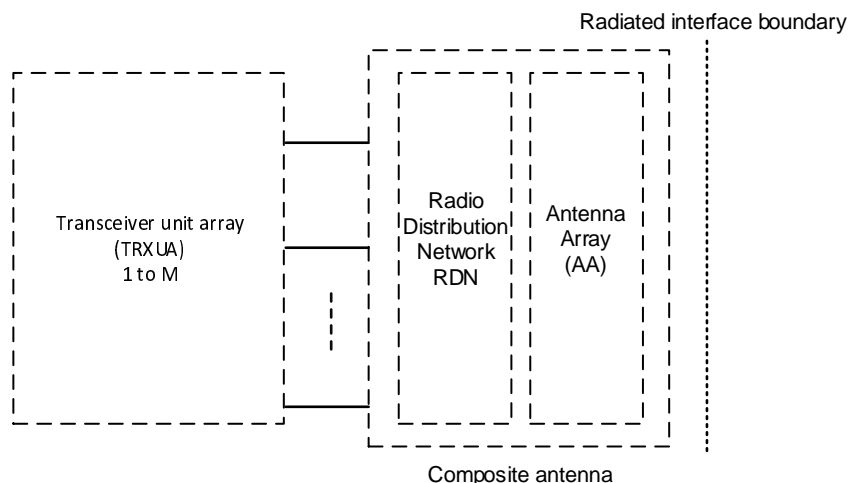 Radiated interface boundary
Transceiver unit array
(TRXUA)
1 to M
Radio
Distribution
Network
RDN
Antenna
Array
(AA)
Composite antenna